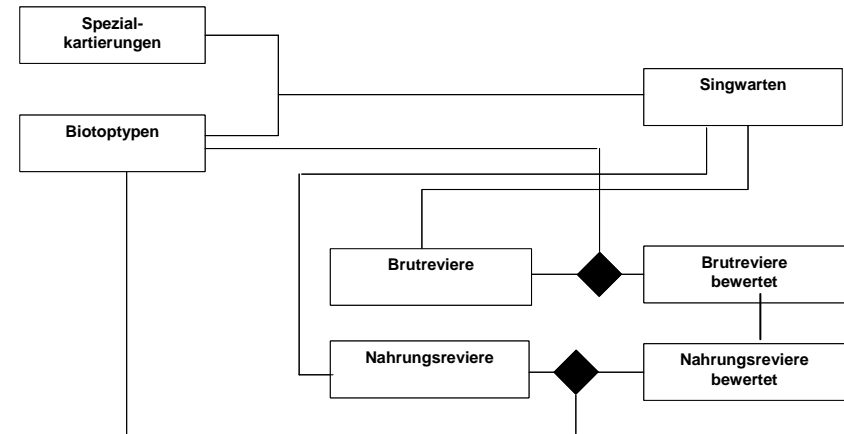 Spezial-
kartierungen
Singwarten
Biotoptypen
Brutreviere
Brutreviere
bewertet
Nahrungsreviere
Nahrungsreviere
bewertet